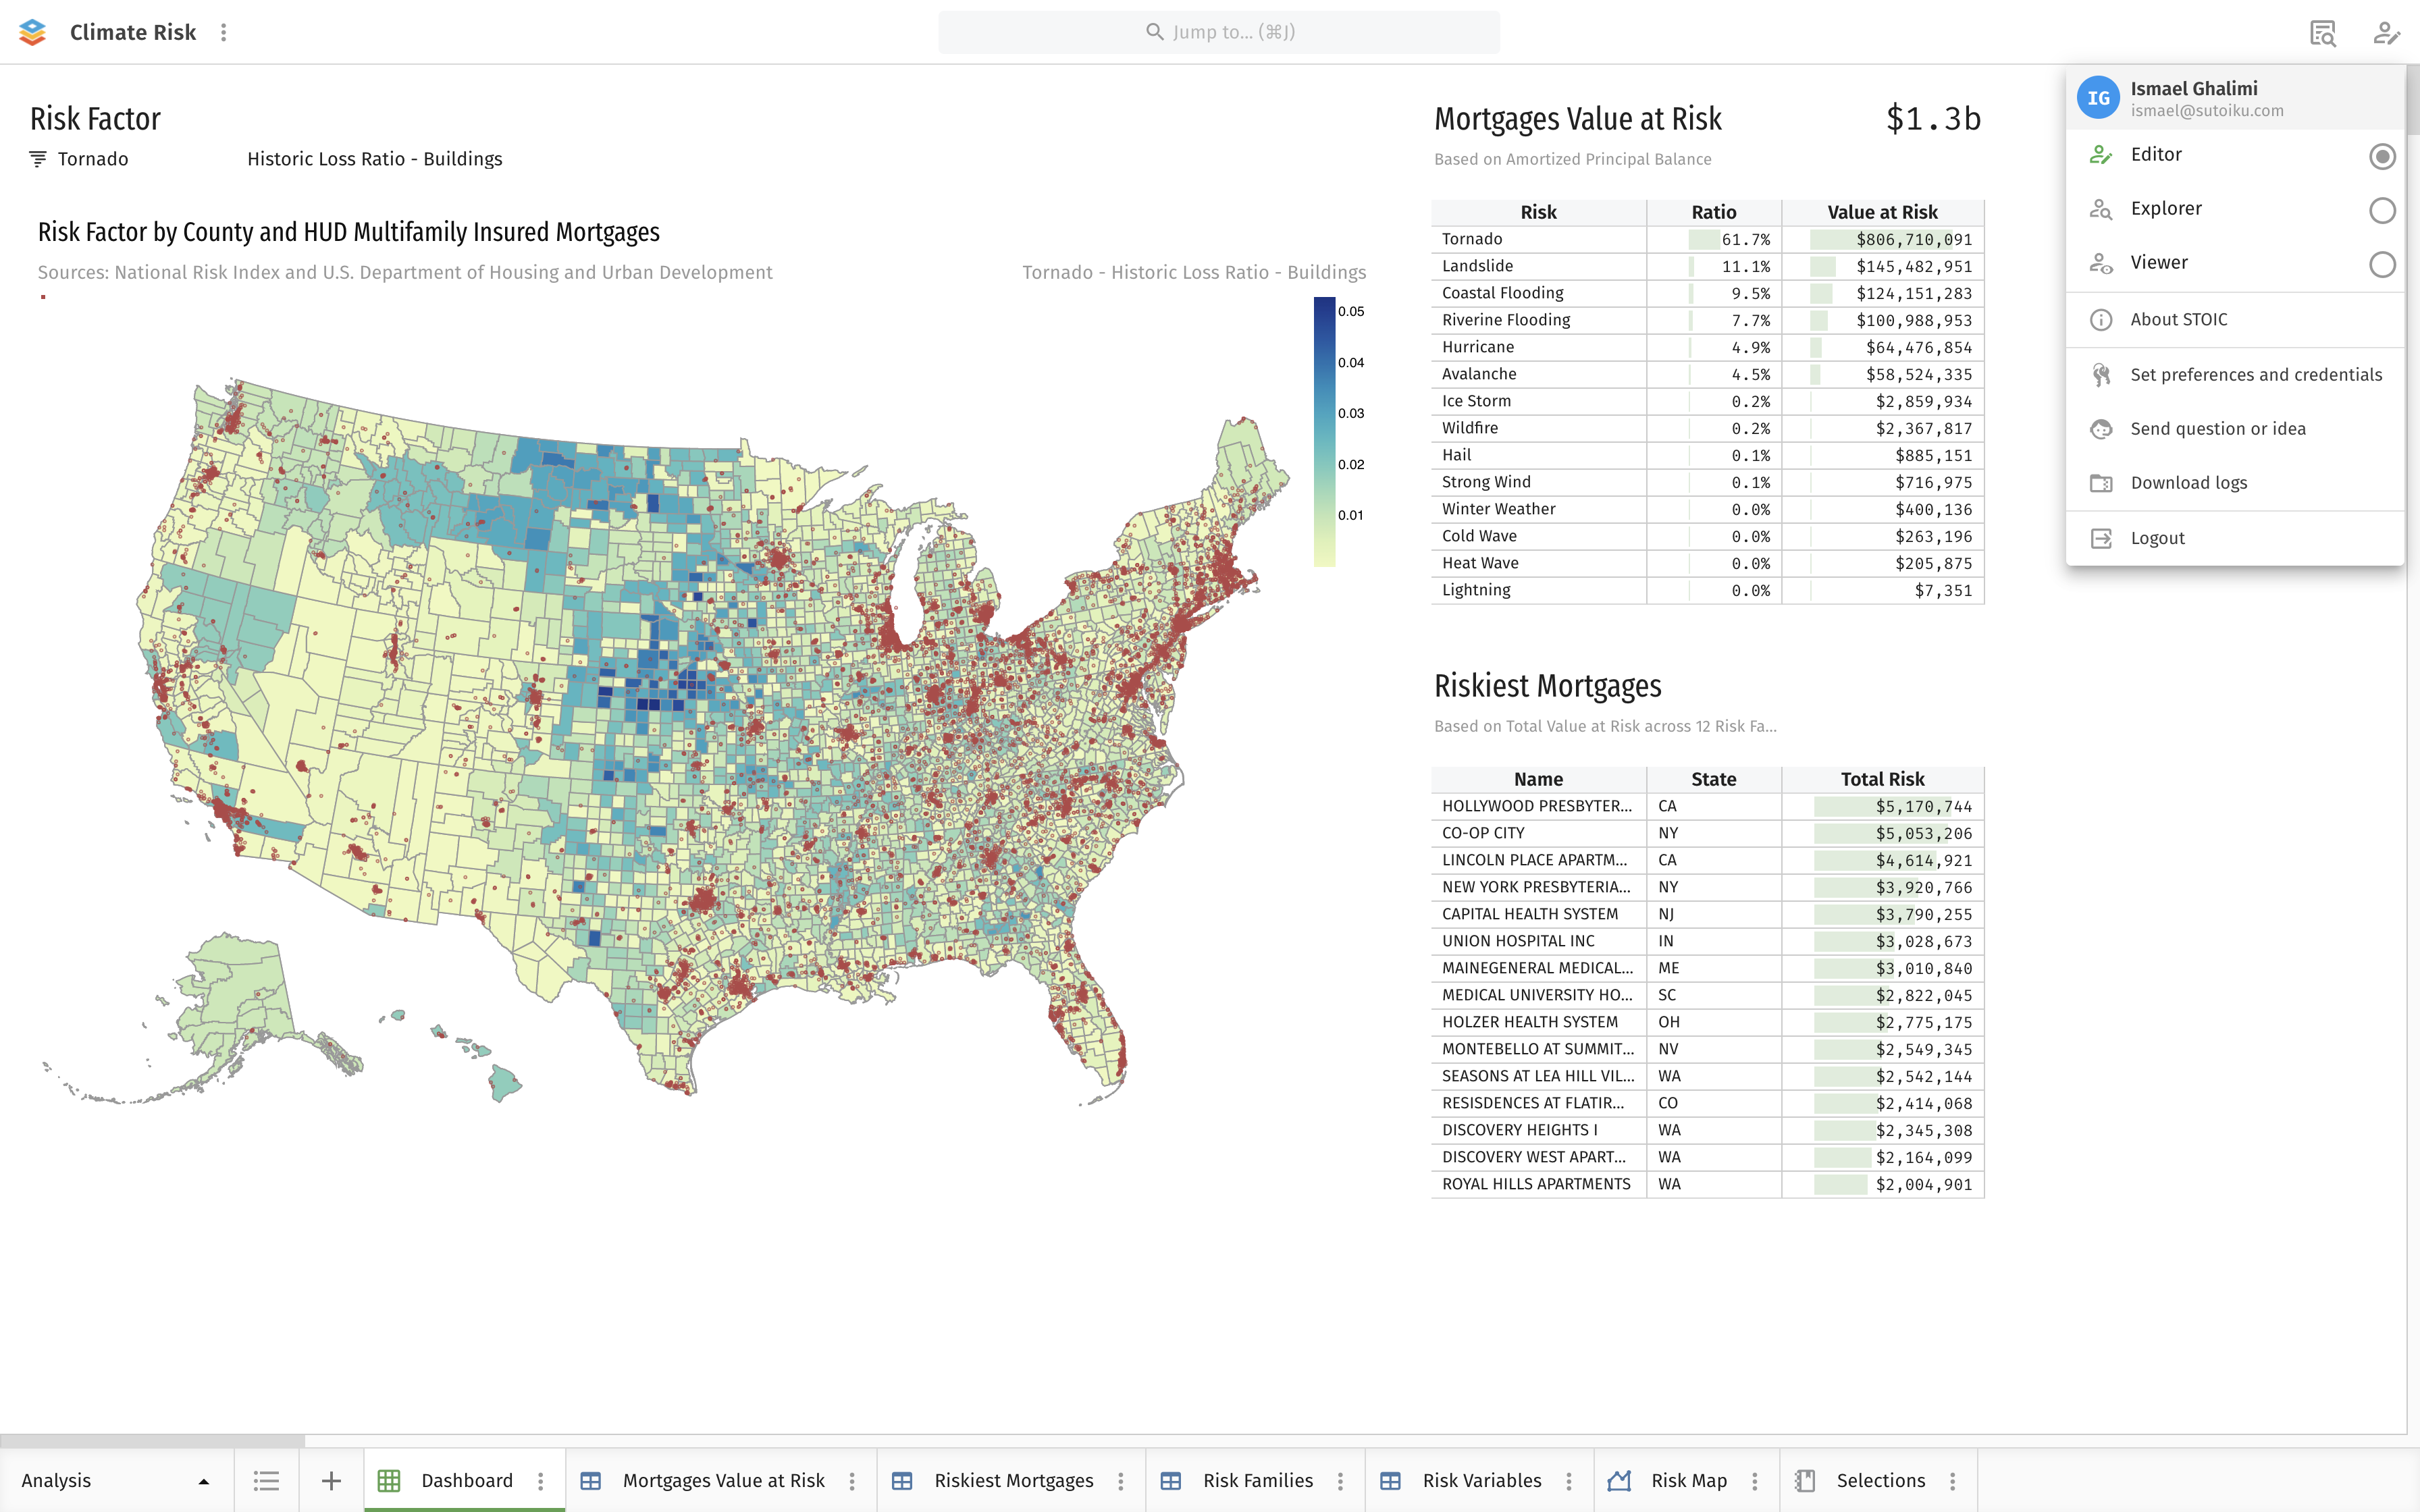 Climate Risk
Jump to... (⌘J)
Risk Factor
Tornado
Historic Loss Ratio - Buildings
Risk Factor by County and HUD Multifamily Insured Mortgages
Sources: National Risk Index and U.S. Department of Housing and Urban Development
Tornado - Historic Loss Ratio - Buildings
0.05
0.04
0.03
0.02
0.01
Mortgages Value at Risk $1.3b
Based on Amortized Principal Balance
Risk Ratio Value at Risk
Tornado 61.7% $806,710,091
Landslide 11.1% $145,482,951
Coastal Flooding 9.5% $124,151,283
Riverine Flooding 7.7% $100,988,953
Hurricane 4.9% $64,476,854
Avalanche 4.5% $58,524,335
Ice Storm 0.2% $2,859,934
Wildfire 0.2% $2,367,817
Hail 0.1% $885,151
Strong Wind 0.1% $716,975
Winter Weather 0.0% $400,136
Cold Wave 0.0% $263,196
Heat Wave 0.0% $205,875
Lightning 0.0% $7,351
Riskiest Mortgages
Based on Total Value at Risk across 12 Risk Fa...
Name State Total Risk
HOLLYWOOD PRESBYTER... CA $5,170,744
CO-OP CITY NY $5,053,206
LINCOLN PLACE APARTM... CA $4,614,921
NEW YORK PRESBYTERIA... NY $3,920,766
CAPITAL HEALTH SYSTEM NJ $3,790,255
UNION HOSPITAL INC IN $3,028,673
MAINEGENERAL MEDICAL... ME $3,010,840
MEDICAL UNIVERSITY HO... SC $2,822,045
HOLZER HEALTH SYSTEM OH $2,775,175
MONTEBELLO AT SUMMIT... NV $2,549,345
SEASONS AT LEA HILL VIL... WA $2,542,144
RESISDENCES AT FLATIR... CO $2,414,068
DISCOVERY HEIGHTS I WA $2,345,308
DISCOVERY WEST APART... WA $2,164,099
ROYAL HILLS APARTMENTS WA $2,004,901
IG
Ismael Ghalimi
ismael@sutoiku.com
Editor
Explorer
Viewer
About STOIC
Set preferences and credentials
Send question or idea
Download logs
Logout
Analysis
Dashboard
Mortgages Value at Risk
Riskiest Mortgages
Risk Families
Risk Variables
Risk Map
Selections